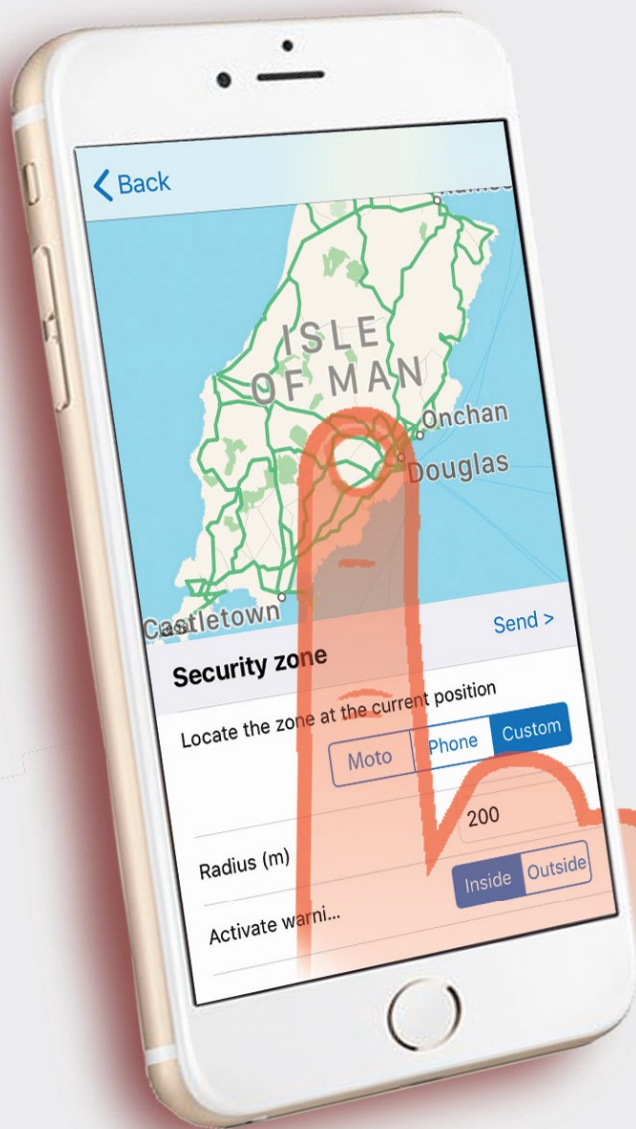 Back
ISLE
OF MAN
Onchan
Douglas
Castletown
Security zone
Send >
Locate the zone at the current position
Moto
Phone
Custom
Radius (m)
200
Activate warni...
Inside
Outside